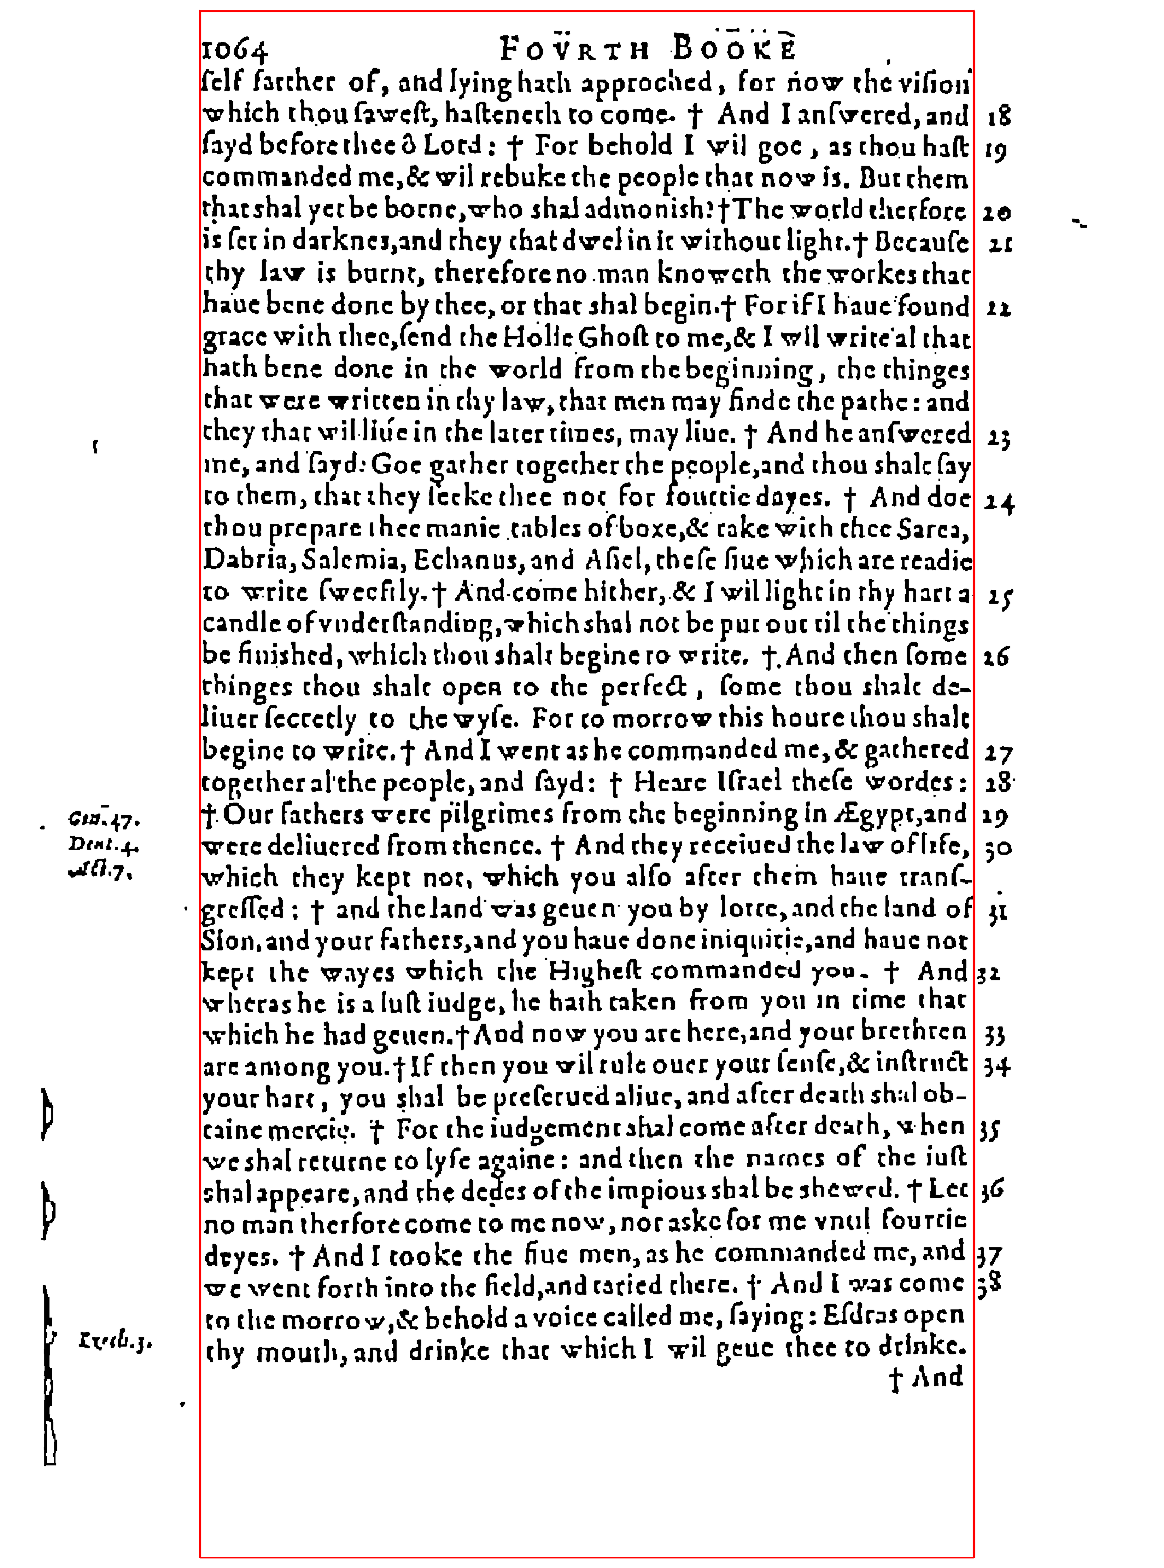 1064 FOVRTH BOOKE
ſelf farther of, and lying hath approched, for now the viſion
which thou ſaweſt, haſteneth to come. † And I anſwered, and 18
ſayd before thee ô Lord: † For behold I wil goe, as thou haſt 19
commanded me, & wil rebuke the people that now is. But them
that shal yet be borne, who shal admonish? † The world therfore 20
is ſet in darknes, and they that dwel in it without light. † Becauſe 21
thy law is burnt, therefore no man knoweth the workes that
haue bene done by thee, or that shal begin. † For if I haue found 22
grace with thee, ſend the Holie Ghoſt to me, & I wil write al that
hath bene done in the world from the beginning, the thinges
that were written in thy law, that men may finde the pathe: and
they that wil liue in the later times, may liue. † And he anſwered 23
me, and ſayd: Goe gather together the people, and thou shalt ſay
to them, that they ſeeke thee not for fourtie dayes. † And doe 24
thou prepare thee manie tables of boxe, & take with thee Sarea,
Dabria, Salemia, Echanus, and Aſiel, theſe fiue which are readie
to write ſweeftly. † And come hither, & I wil light in thy hart a 25
candle of vnderſtanding, which shal not be put out til the things
be finished, which thou shalt begine to write. † And then ſome 26
thinges thou shalt open to the perfect, ſome thou shalt de-
liuer ſecretly to the wyſe. For to morrow this houre thou shalt
begine to write. † And I went as he commanded me, & gathered 27
together al the people, and ſayd: † Heare Iſrael theſe wordes: 28
Gen. 47. † Our fathers were pilgrimes from the beginning in Ægypt, and 29
Deut. 4. were deliuered from thence. † And they receiued the law of life, 30
Act. 7. which they kept not, which you alſo after them haue tranſ-
greſſed: † and the land was geuen you by lotte, and the land of 31
Sion, and your fathers, and you haue done iniquitie, and haue not
kept the wayes which the Higheſt commanded you. † And 32
wheras he is a iuſt iudge, he hath taken from you in time that
which he had geuen. † And now you are here, and your brethren 33
are among you. † If then you wil rule ouer your ſenſe, & inſtruct 34
your hart, you shal be preſerued aliue, and after death shal ob-
taine mercie. † For the iudgement shal come after death, when 35
we shal returne to lyfe againe: and then the names of the iuſt
shal appeare, and the dedes of the impious shal be shewed. † Let 36
no man therfore come to me now, nor aske for me vntil fourtie
dayes. † And I tooke the fiue men, as he commanded me, and 37
we went forth into the field, and taried there. † And I was come 38
to the morrow, & behold a voice called me, ſaying: Eſdras open
Ezech. 3. thy mouth, and drinke that which I wil geue thee to drinke.
† And